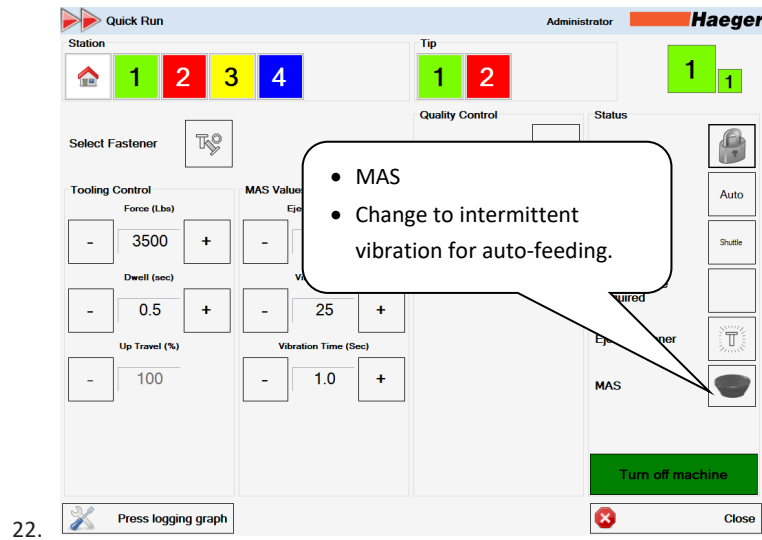 Quick Run
Administrator
Haeger
Station
1 2 3 4
Tip
1 2
1
1
Select Fastener
Quality Control
Status
• MAS
• Change to intermittent
vibration for auto-feeding.
Auto
Shuttle
Tooling Control
Force (Lbs)
- 3500 +
Dwell (sec)
- 0.5 +
Up Travel (%)
- 100
MAS
-
- 25 +
Vibration Time (Sec)
- 1.0 +
MAS
Turn off machine
22.
Press logging graph
Close